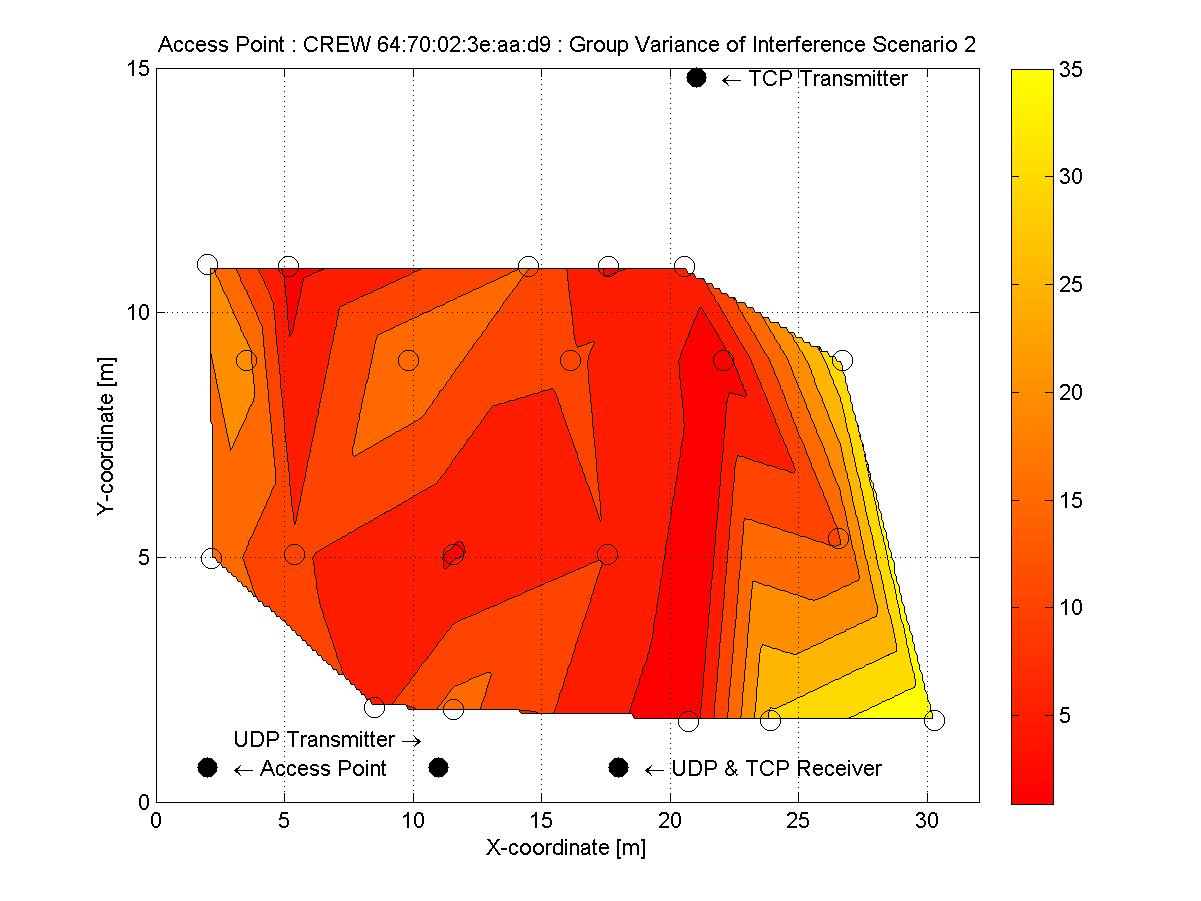 Access Point : CREW 64:70:02:3e:aa:d9 : Group Variance of Interference Scenario 2
15
← TCP Transmitter
35
30
25
10
20
Y-coordinate [m]
15
5
10
5
UDP Transmitter →
← Access Point
← UDP & TCP Receiver
0
0
5
10
15
20
25
30
X-coordinate [m]